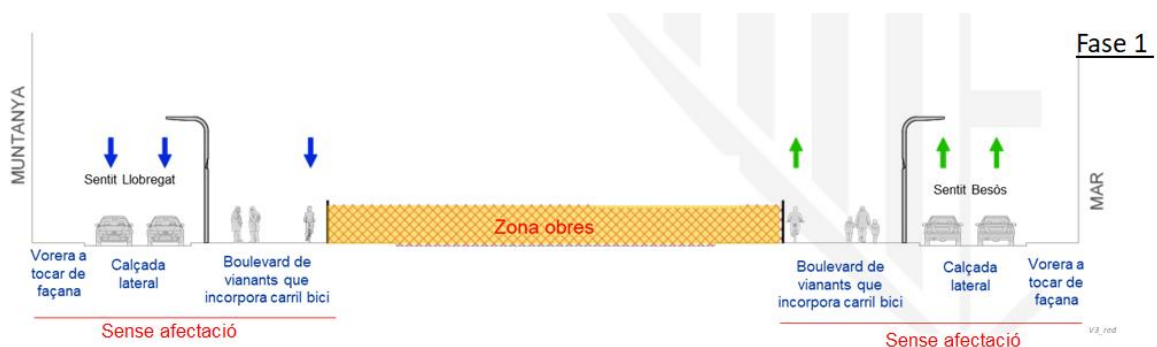 Fase 1
MUNTANYA
MAR
Sentit Llobregat
Sentit Besòs
Zona obres
Vorera a
tocar de
façana
Calçada
lateral
Boulevard de
vianants que
incorpora carril bici
Boulevard de
vianants que
incorpora carril bici
Calçada
lateral
Vorera a
tocar de
façana
Sense afectació
Sense afectació
V3_red